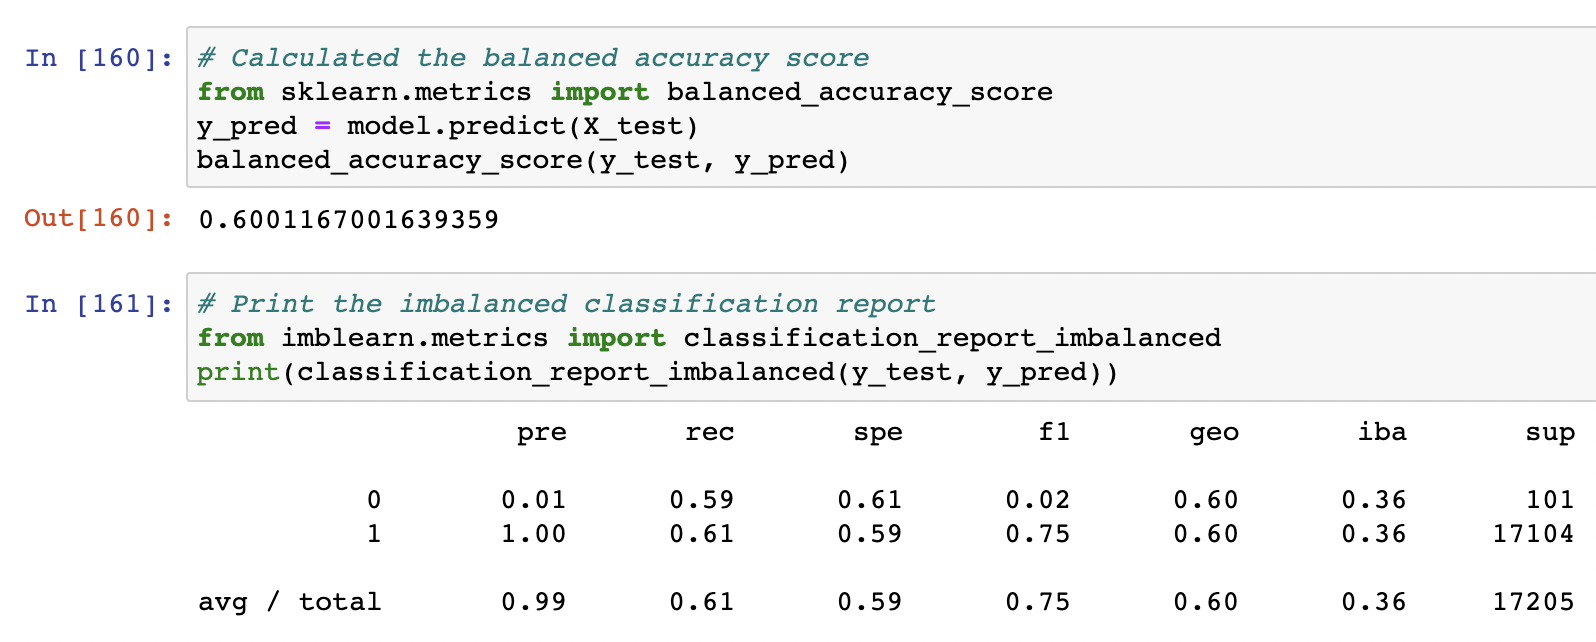 In [160]: # Calculated the balanced accuracy score
from sklearn.metrics import balanced_accuracy_score
y_pred = model.predict(X_test)
balanced_accuracy_score(y_test, y_pred)
Out[160]: 0.6001167001639359
In [161]: # Print the imbalanced classification report
from imblearn.metrics import classification_report_imbalanced
print(classification_report_imbalanced(y_test, y_pred))
pre rec spe f1 geo iba sup
0 0.01 0.59 0.61 0.02 0.60 0.36 101
1 1.00 0.61 0.59 0.75 0.60 0.36 17104
avg / total 0.99 0.61 0.59 0.75 0.60 0.36 17205